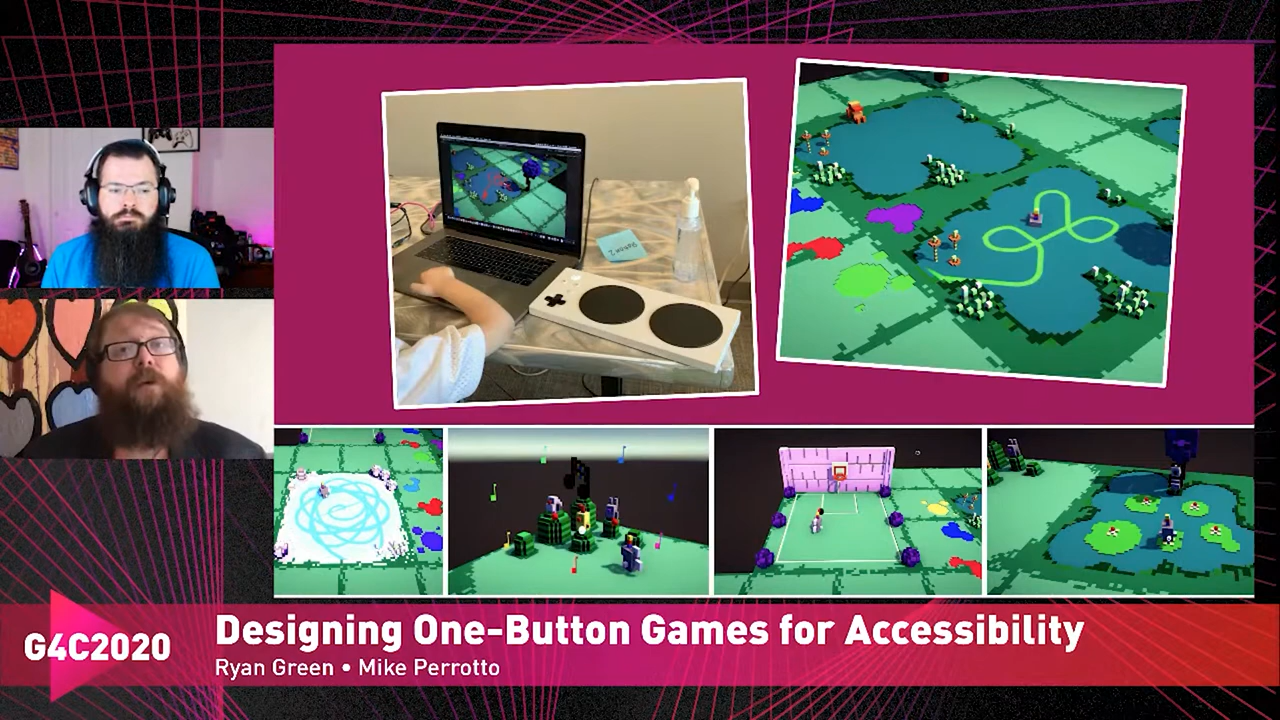 Designing One-Button Games for Accessibility
G4C2020
Ryan Green • Mike Perrotto